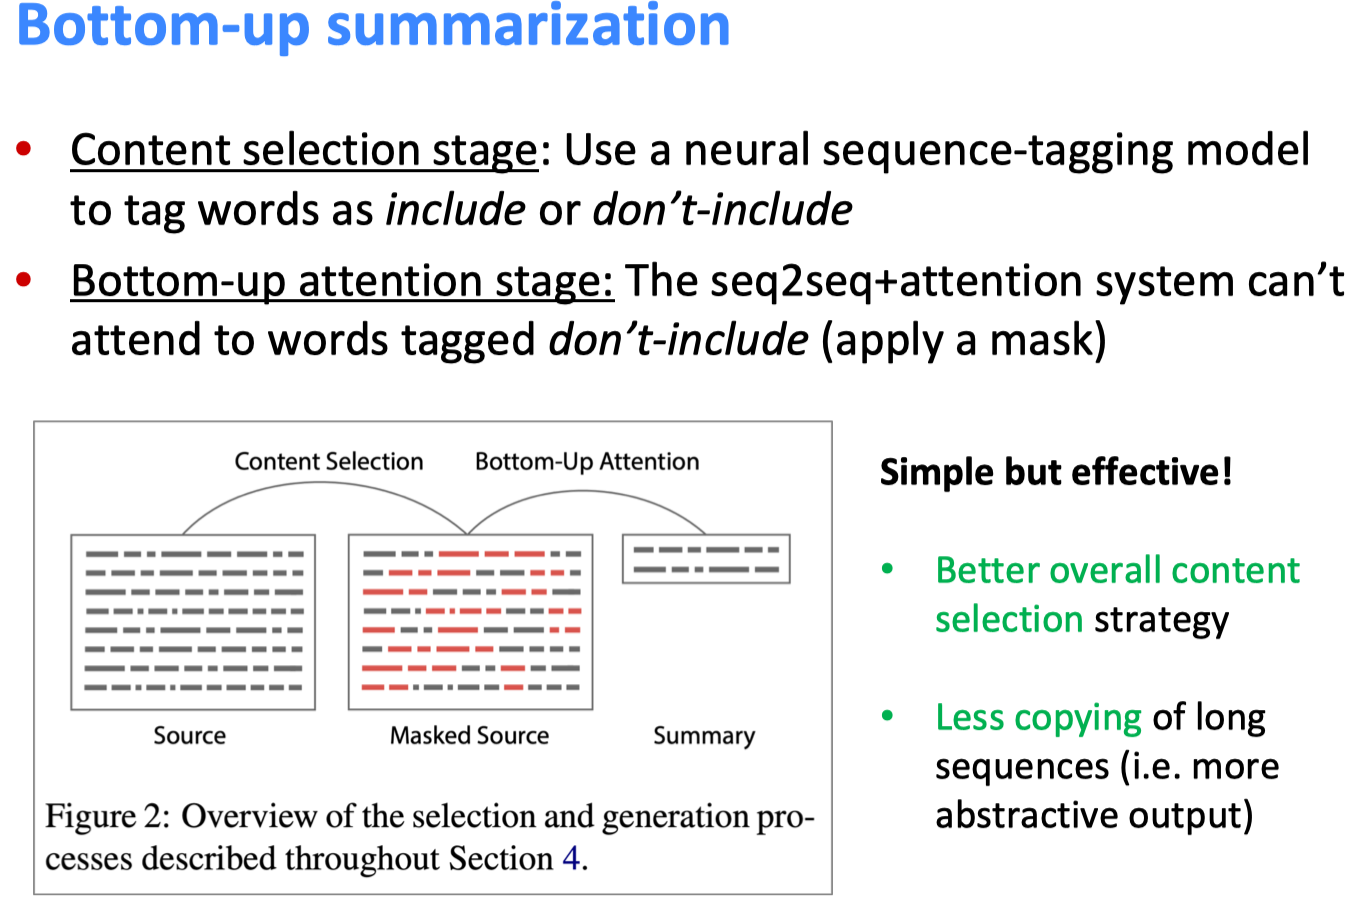 Bottom-up summarization
• Content selection stage: Use a neural sequence-tagging model
to tag words as include or don’t-include
• Bottom-up attention stage: The seq2seq+attention system can’t
attend to words tagged don’t-include (apply a mask)
Content Selection
Bottom-Up Attention
Source
Masked Source
Summary
Figure 2: Overview of the selection and generation pro-
cesses described throughout Section 4.
Simple but effective!
• Better overall content
selection strategy
• Less copying of long
sequences (i.e. more
abstractive output)